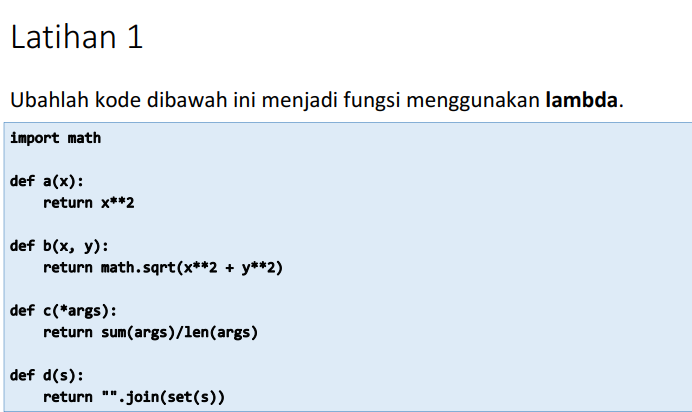 Latihan 1
Ubahlah kode dibawah ini menjadi fungsi menggunakan lambda.
import math
def a(x):
    return x**2
def b(x, y):
    return math.sqrt(x**2 + y**2)
def c(*args):
    return sum(args)/len(args)
def d(s):
    return "".join(set(s))